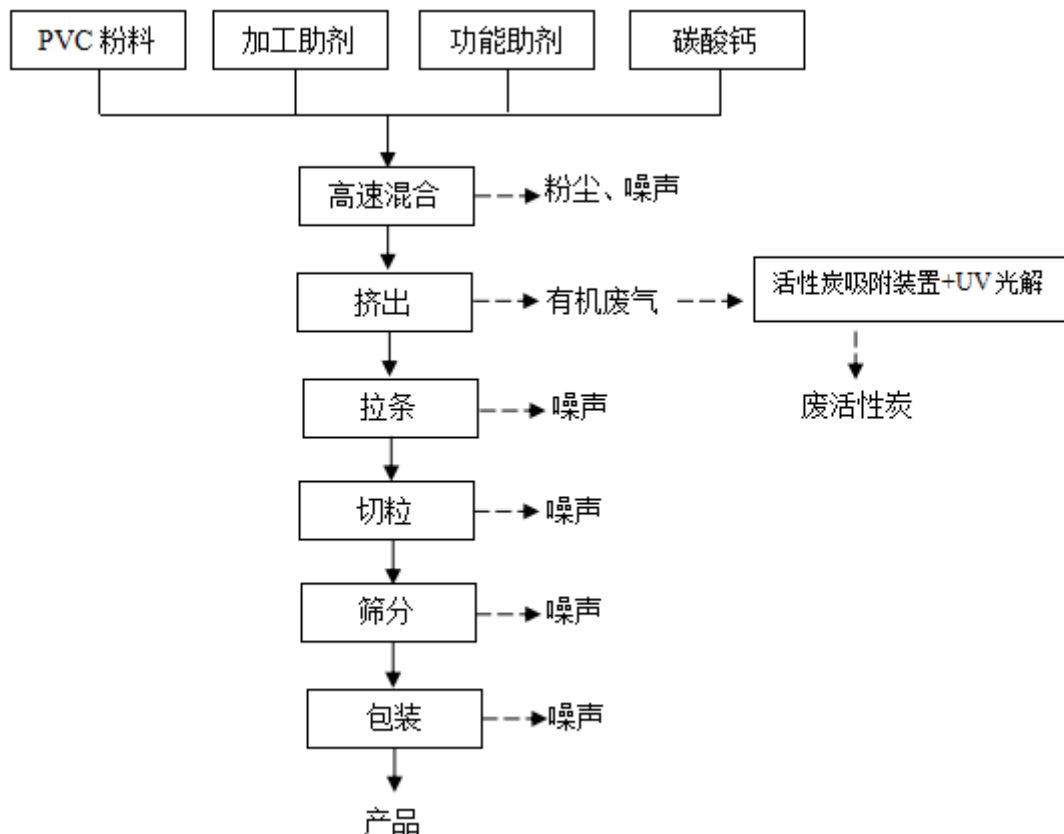 PVC 粉料
加工助剂
功能助剂
碳酸钙
高速混合
粉尘、噪声
挤出
有机废气
活性炭吸附装置+UV 光解
废活性炭
拉条
噪声
切粒
噪声
筛分
噪声
包装
噪声
产品